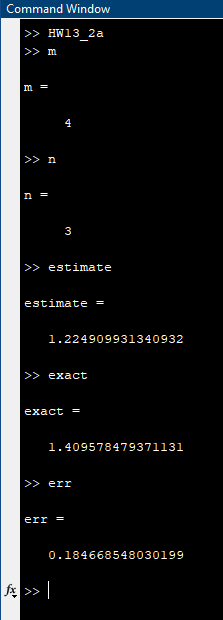 Command Window
>> HW13_2a
>> m
m =
4
>> n
n =
3
>> estimate
estimate =
1.224909931340932
>> exact
exact =
1.409578479371131
>> err
err =
0.184668548030199
fx >>